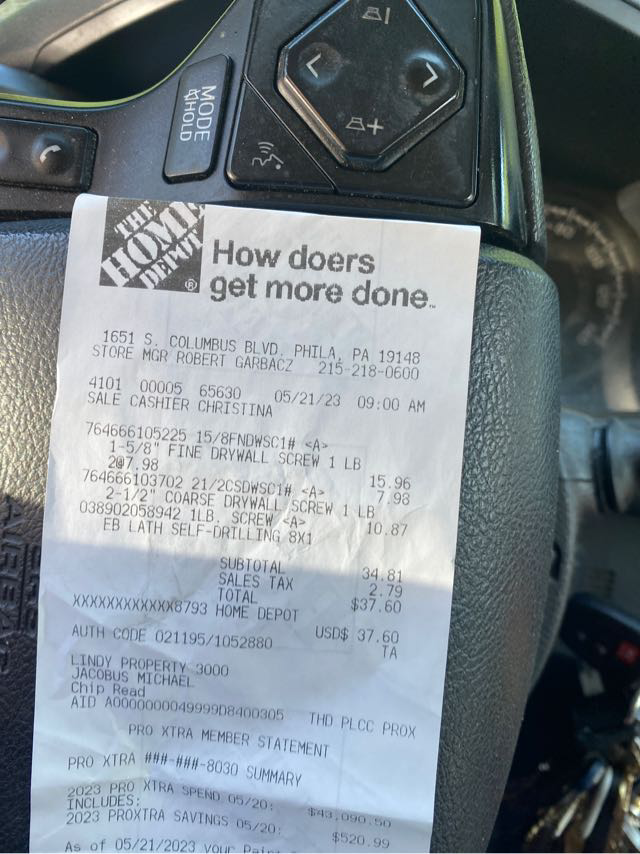 MODE
HOLD
THE
HOME
DEPOT
®
How doers
get more done™
1651 S. COLUMBUS BLVD, PHILA, PA 19148
STORE MGR ROBERT GARBACZ 215-218-0600
4101 00005 65630 05/21/23 09:00 AM
SALE CASHIER CHRISTINA
764666105225 15/8FNDWSC1# <A>
1-5/8" FINE DRYWALL SCREW 1 LB
2@7.98 15.96
764666103702 21/2CSDWSC1# <A> 7.98
2-1/2" COARSE DRYWALL SCREW 1 LB
038902058942 1LB. SCREW <A> 10.87
EB LATH SELF-DRILLING 8X1
SUBTOTAL 34.81
SALES TAX 2.79
TOTAL $37.60
XXXXXXXXXXXX8793 HOME DEPOT
USD$ 37.60
AUTH CODE 021195/1052880 TA
LINDY PROPERTY 3000
JACOBUS MICHAEL
Chip Read
AID A0000000049999D8400305 THD PLCC PROX
PRO XTRA MEMBER STATEMENT
PRO XTRA ###-###-8030 SUMMARY
2023 PRO XTRA SPEND 05/20: $43,090.50
INCLUDES:
2023 PROXTRA SAVINGS 05/20: $520.99
As of 05/21/2023 your Pain
AIRBAG